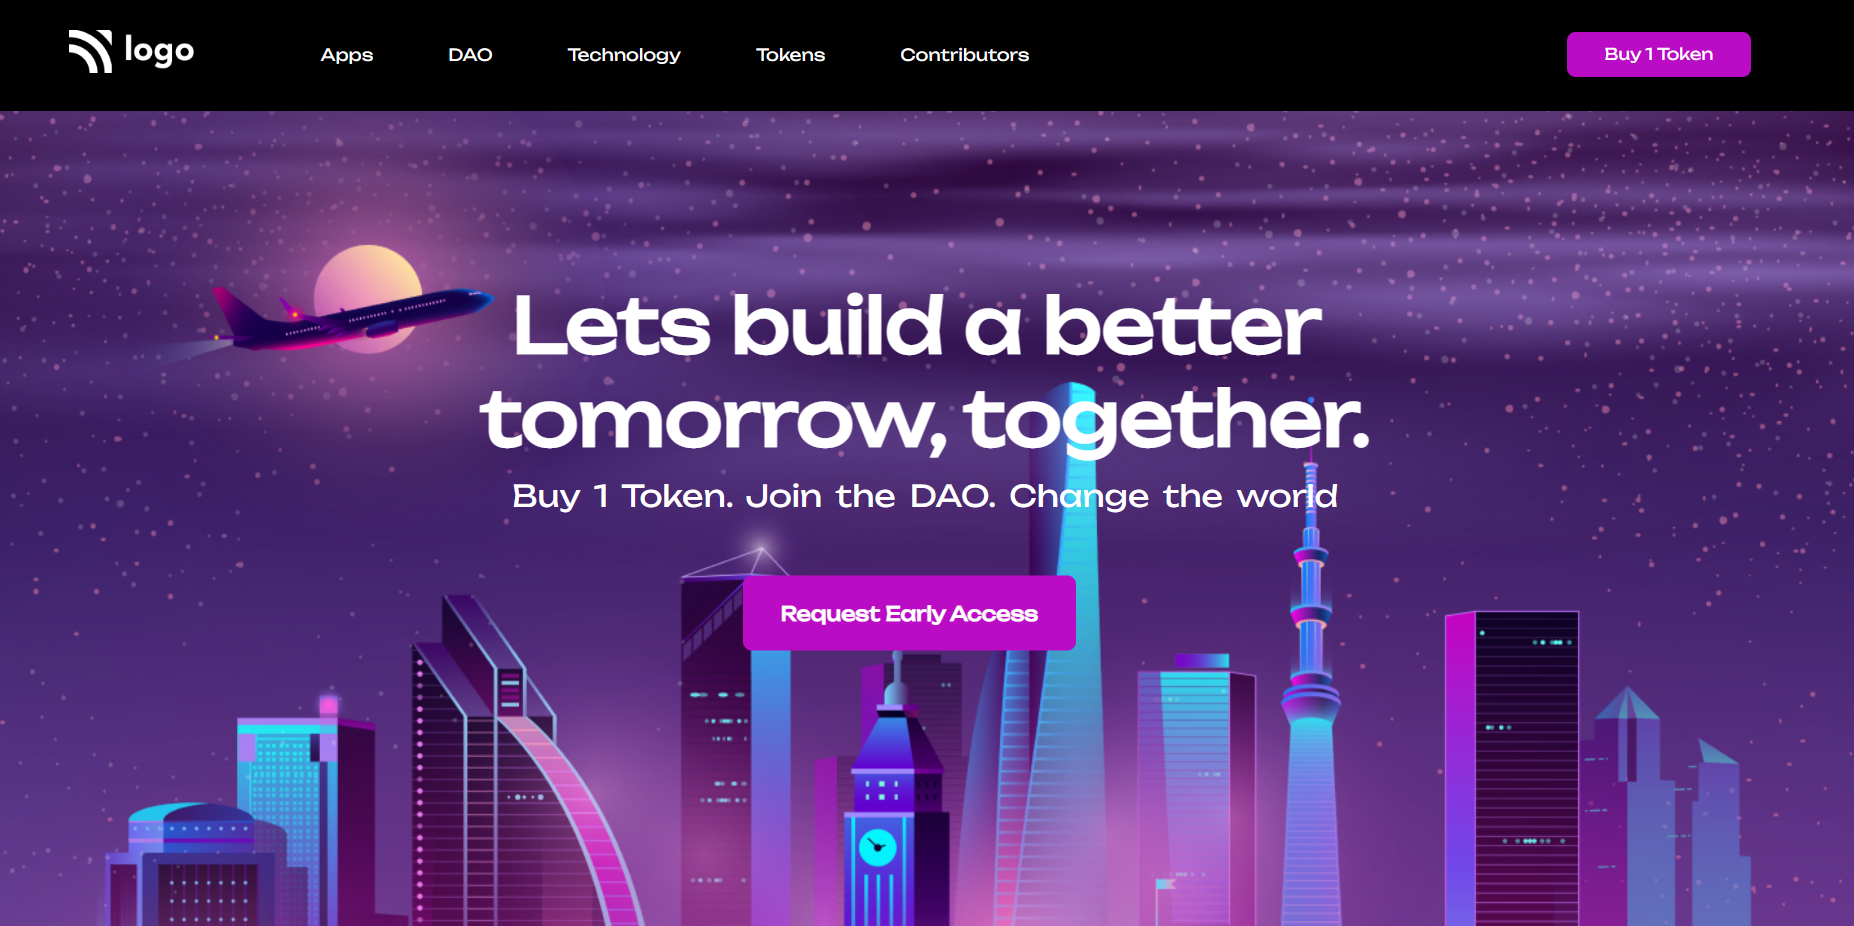 logo
Apps
DAO
Technology
Tokens
Contributors
Buy 1 Token
Lets build a better
tomorrow, together.
Buy 1 Token. Join the DAO. Change the world
Request Early Access